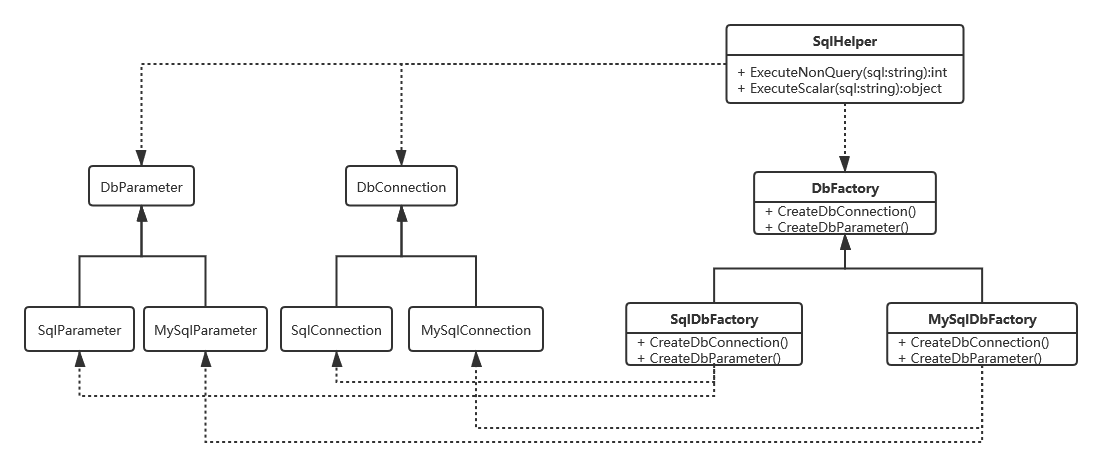 SqlHelper
+ ExecuteNonQuery(sql:string):int
+ ExecuteScalar(sql:string):object
DbParameter
DbConnection
DbFactory
+ CreateDbConnection()
+ CreateDbParameter()
SqlParameter
MySqlParameter
SqlConnection
MySqlConnection
SqlDbFactory
+ CreateDbConnection()
+ CreateDbParameter()
MySqlDbFactory
+ CreateDbConnection()
+ CreateDbParameter()